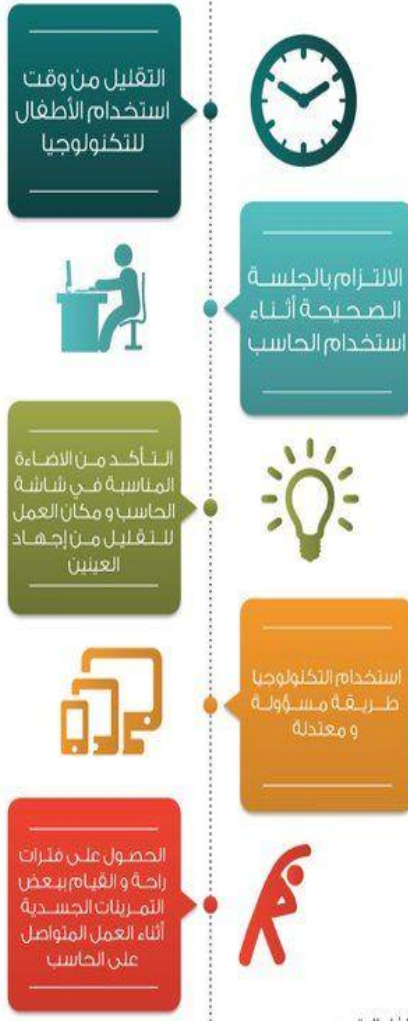 التقليل من وقت
استخدام الأطفال
للتكنولوجيا
الالتزام بالجلسة
الصحيحة أثناء
استخدام الحاسب
التأكد من الاضاءة
المناسبة في شاشة
الحاسب و مكان العمل
للتقليل من إجهاد
العينين
استخدام التكنولوجيا
طريقة مسؤولة
و معتدلة
الحصول على فترات
راحة و القيام ببعض
التمرينات الجسدية
أثناء العمل المتواصل
على الحاسب